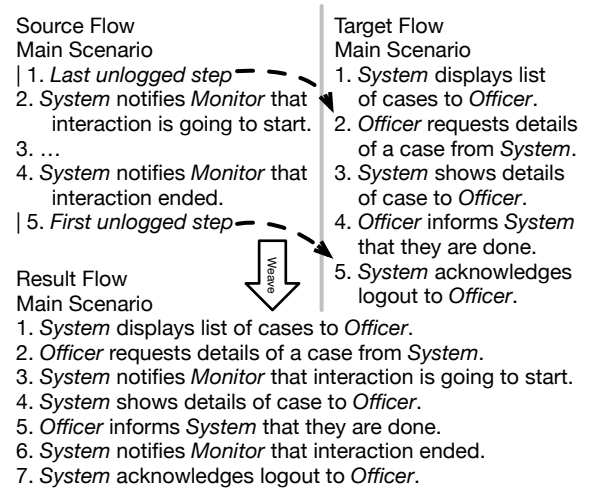 Source Flow
Main Scenario
| 1. Last unlogged step
2. System notifies Monitor that
interaction is going to start.
3. ...
4. System notifies Monitor that
interaction ended.
| 5. First unlogged step
Target Flow
Main Scenario
1. System displays list
of cases to Officer.
2. Officer requests details
of a case from System.
3. System shows details
of case to Officer.
4. Officer informs System
that they are done.
5. System acknowledges
logout to Officer.
Weave
Result Flow
Main Scenario
1. System displays list of cases to Officer.
2. Officer requests details of a case from System.
3. System notifies Monitor that interaction is going to start.
4. System shows details of case to Officer.
5. Officer informs System that they are done.
6. System notifies Monitor that interaction ended.
7. System acknowledges logout to Officer.